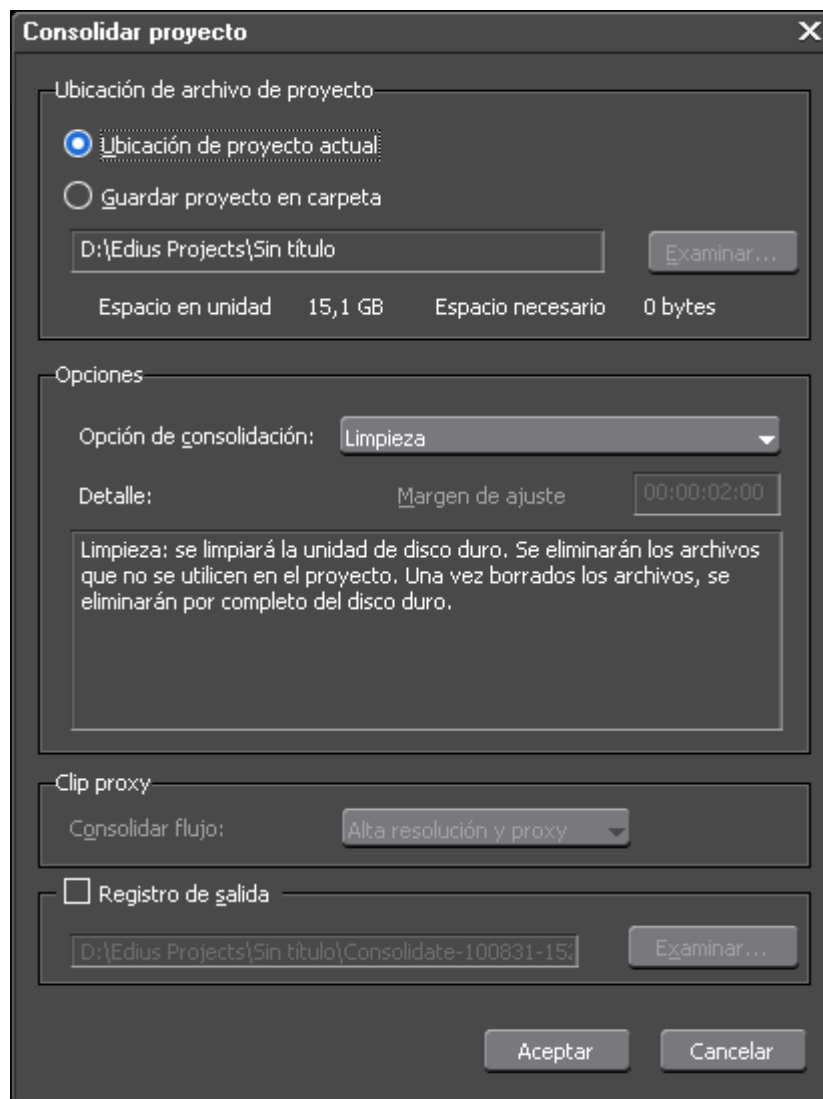 Consolidar proyecto
Ubicación de archivo de proyecto
Ubicación de proyecto actual
Guardar proyecto en carpeta
D:\Edius Projects\Sin título
Examinar...
Espacio en unidad 15,1 GB Espacio necesario 0 bytes
Opciones
Opción de consolidación: Limpieza
Detalle: Margen de ajuste 00:00:02:00
Limpieza: se limpiará la unidad de disco duro. Se eliminarán los archivos
que no se utilicen en el proyecto. Una vez borrados los archivos, se
eliminarán por completo del disco duro.
Clip proxy
Consolidar flujo: Alta resolución y proxy
Registro de salida
D:\Edius Projects\Sin título\Consolidate-100831-152
Examinar...
Aceptar Cancelar